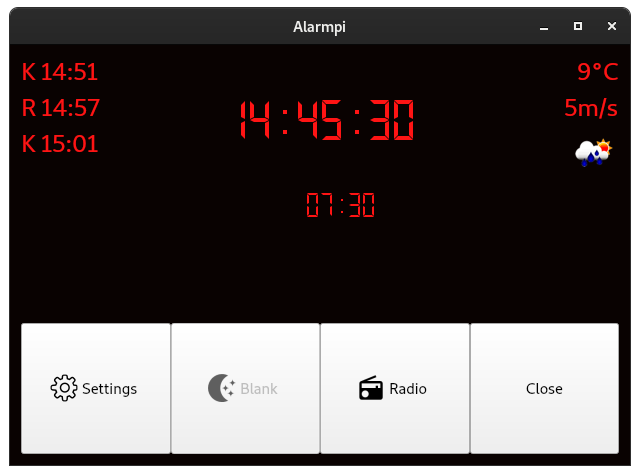 Alarmpi
K 14:51
R 14:57
K 15:01
14:45:30
07:30
9°C
5m/s
Settings
Blank
Radio
Close